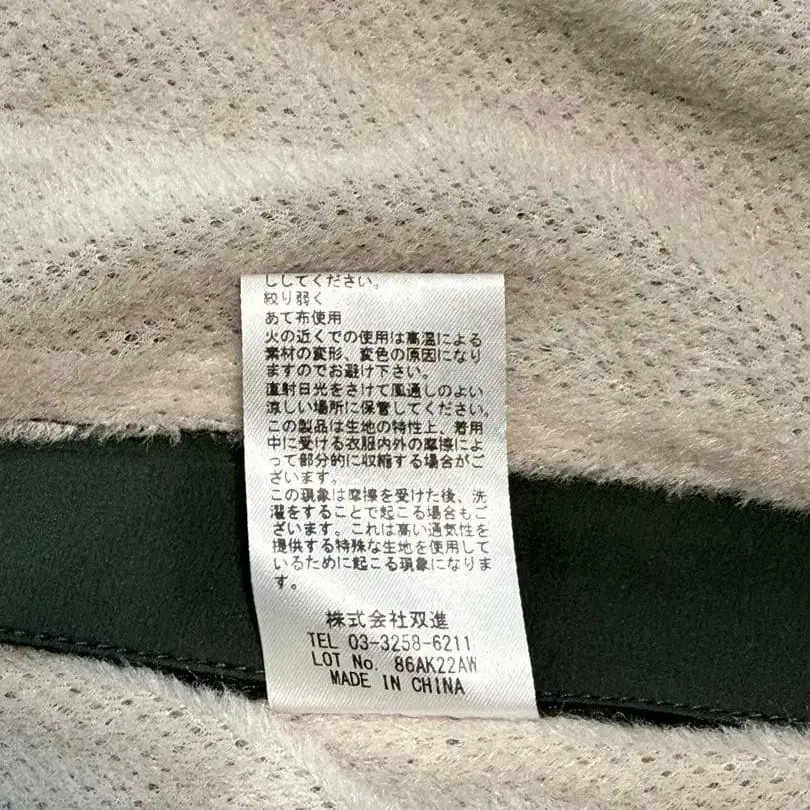 ししてください。
絞り弱く
あて布使用
火の近くでの使用は高温による
素材の変形、変色の原因になり
ますのでお避け下さい。
直射日光をさけて風通しのよい
涼しい場所に保管してください。
この製品は生地の特性上、着用
中に受ける衣服内外の摩擦によ
って部分的に収縮する場合がご
ざいます。
この現象は摩擦を受けた後、洗
濯をすることで起こる場合もご
ざいます。これは高い通気性を
提供する特殊な生地を使用して
いるために起こる現象になりま
す。
株式会社双進
TEL 03-3258-6211
LOT No. 86AK22AW
MADE IN CHINA